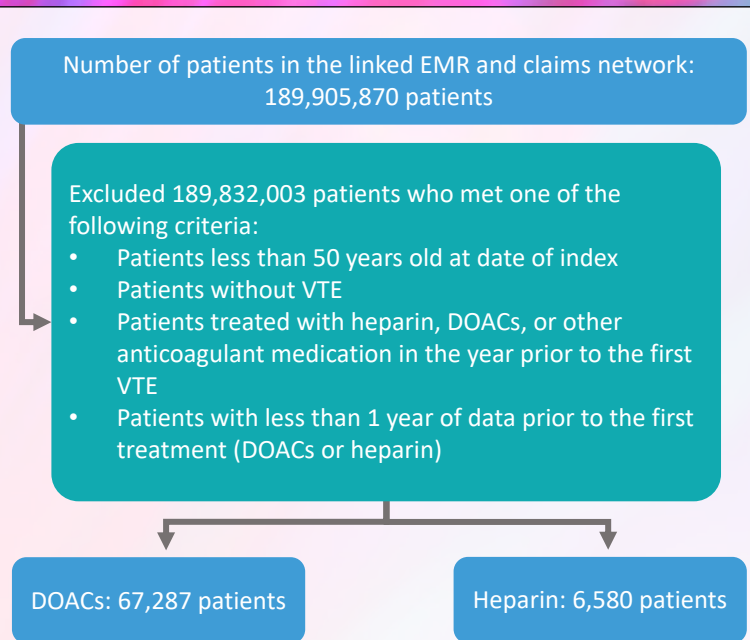 Number of patients in the linked EMR and claims network:
189,905,870 patients
Excluded 189,832,003 patients who met one of the
following criteria:
• Patients less than 50 years old at date of index
• Patients without VTE
• Patients treated with heparin, DOACs, or other
anticoagulant medication in the year prior to the first
VTE
• Patients with less than 1 year of data prior to the first
treatment (DOACs or heparin)
DOACs: 67,287 patients
Heparin: 6,580 patients